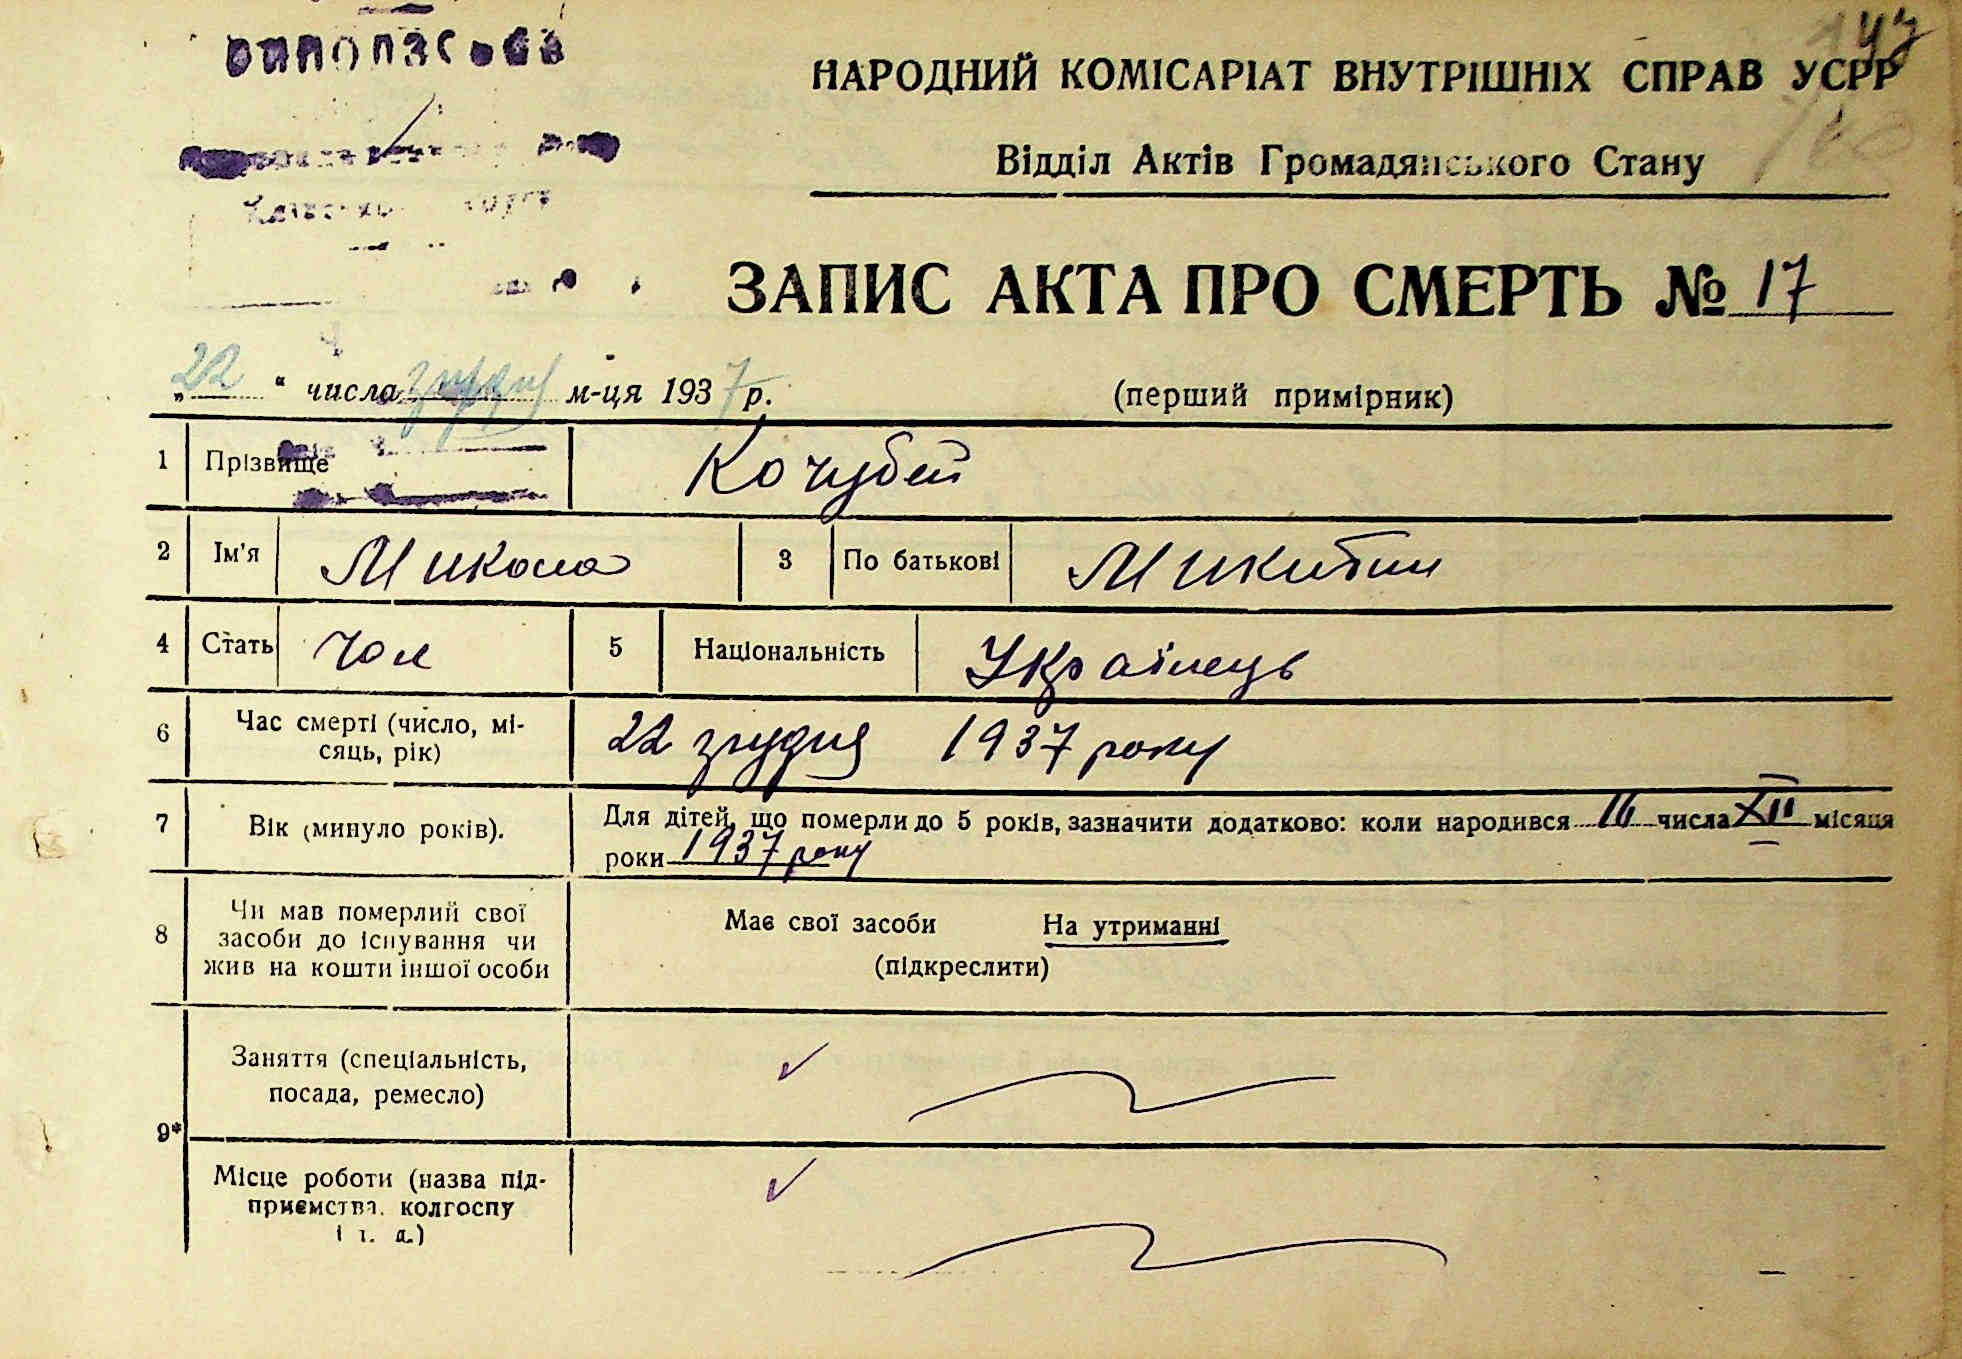 НАРОДНИЙ КОМІСАРІАТ ВНУТРІШНІХ СПРАВ УСРР
Відділ Актів Громадянського Стану
ЗАПИС АКТА ПРО СМЕРТЬ № 17
„22 “ числа грудня м-ця 1937 р.
(перший примірник)
1 Прізвище Кочубей
2 Ім'я Микола 3 По батькові Микитич
4 Стать Чол 5 Національність Українець
6 Час смерті (число, мі-
сяць, рік) 22 грудня 1937 року
7 Вік (минуло років). Для дітей, що померли до 5 років, зазначити додатково: коли народився 16 числа XII місяця
роки 1937 року
8 Чи мав померлий свої
засоби до існування чи
жив на кошти іншої особи
Має свої засоби На утриманні
(підкреслити)
9* Заняття (спеціальність,
посада, ремесло)
Місце роботи (назва під-
приємства, колгоспу
і т. д.)